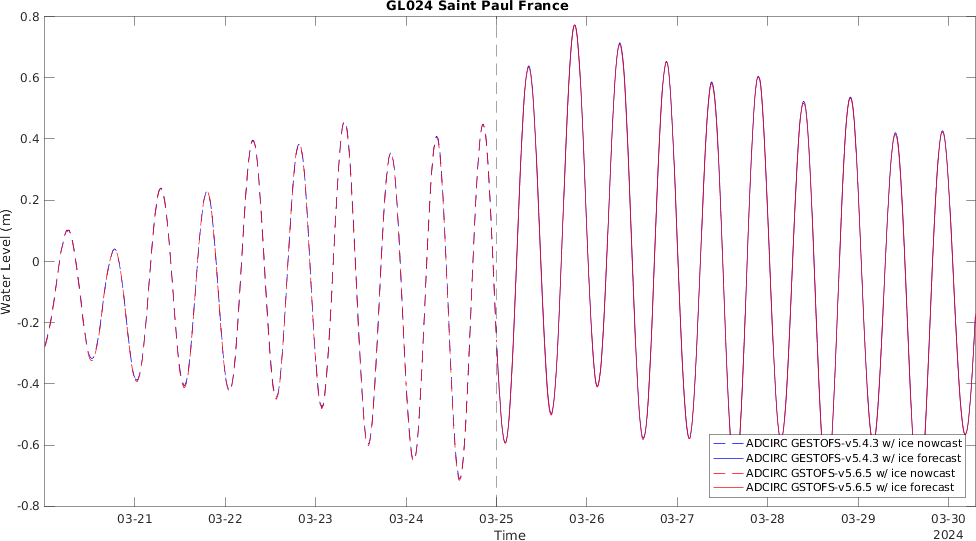 GL024 Saint Paul France
0.8
0.6
0.4
0.2
0
-0.2
-0.4
-0.6
-0.8
Water Level (m)
03-21 03-22 03-23 03-24 03-25 03-26 03-27 03-28 03-29 03-30
Time
2024
ADCIRC GESTOFS-v5.4.3 w/ ice nowcast
ADCIRC GESTOFS-v5.4.3 w/ ice forecast
ADCIRC GSTOFS-v5.6.5 w/ ice nowcast
ADCIRC GSTOFS-v5.6.5 w/ ice forecast